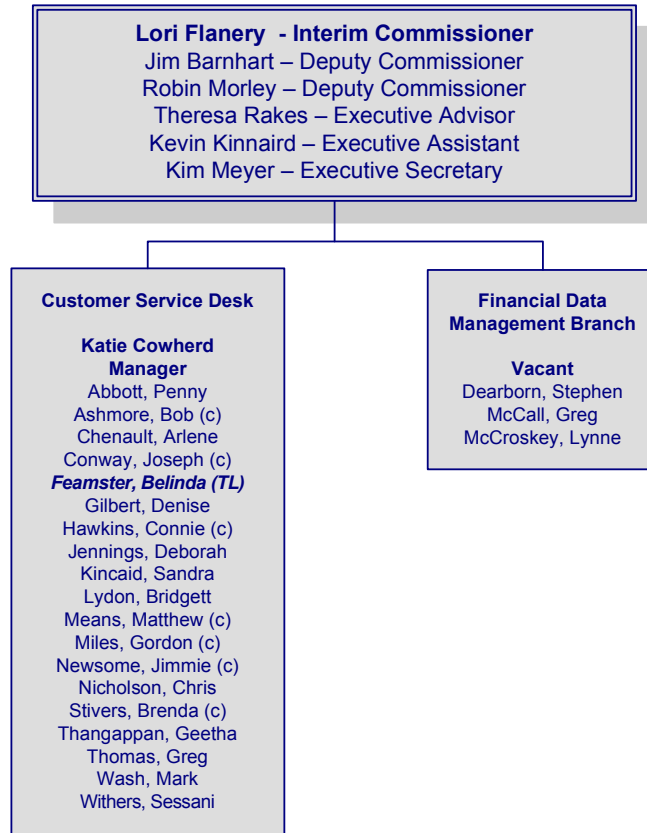 Lori Flanery - Interim Commissioner
Jim Barnhart – Deputy Commissioner
Robin Morley – Deputy Commissioner
Theresa Rakes – Executive Advisor
Kevin Kinnaird – Executive Assistant
Kim Meyer – Executive Secretary
Customer Service Desk
Katie Cowherd
Manager
Abbott, Penny
Ashmore, Bob (c)
Chenault, Arlene
Conway, Joseph (c)
Feamster, Belinda (TL)
Gilbert, Denise
Hawkins, Connie (c)
Jennings, Deborah
Kincaid, Sandra
Lydon, Bridgett
Means, Matthew (c)
Miles, Gordon (c)
Newsome, Jimmie (c)
Nicholson, Chris
Stivers, Brenda (c)
Thangappan, Geetha
Thomas, Greg
Wash, Mark
Withers, Sessani
Financial Data
Management Branch
Vacant
Dearborn, Stephen
McCall, Greg
McCroskey, Lynne